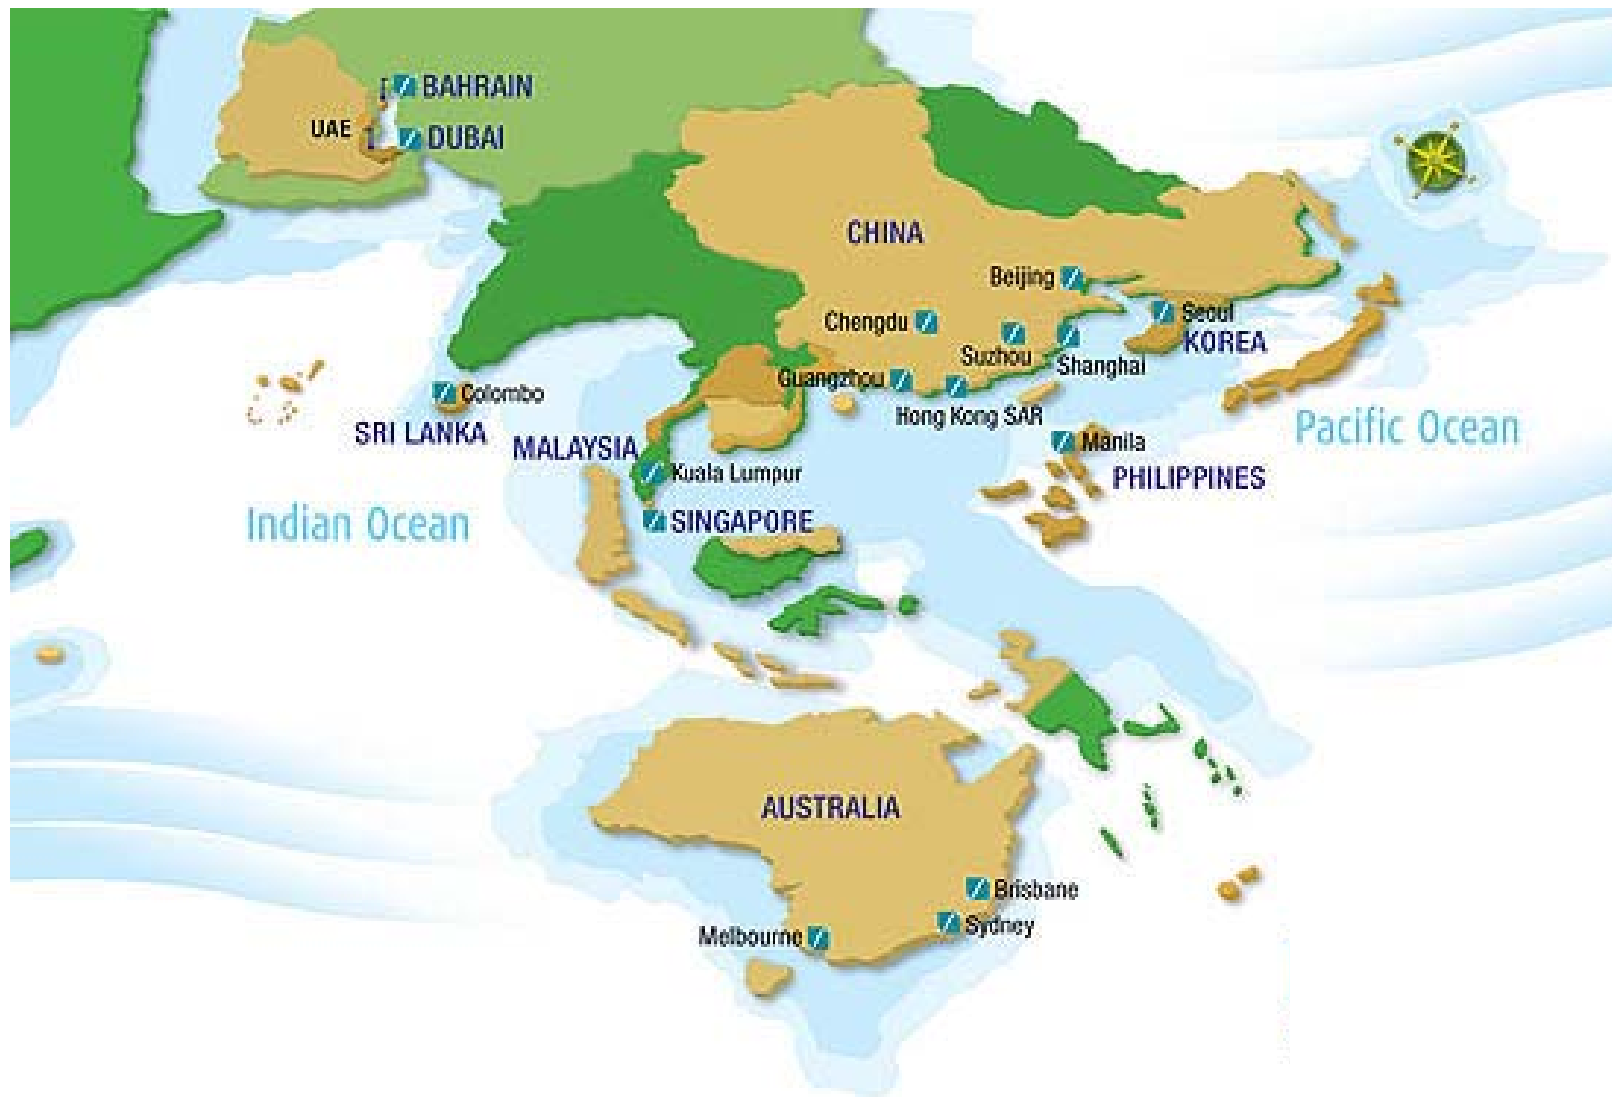 BAHRAIN
UAE
DUBAI
CHINA
Beijing
Chengdu
Seoul
Suzhou
KOREA
Shanghai
Guangzhou
Colombo
Hong Kong SAR
Pacific Ocean
SRI LANKA
MALAYSIA
Manila
Kuala Lumpur
PHILIPPINES
Indian Ocean
SINGAPORE
AUSTRALIA
Brisbane
Sydney
Melbourne